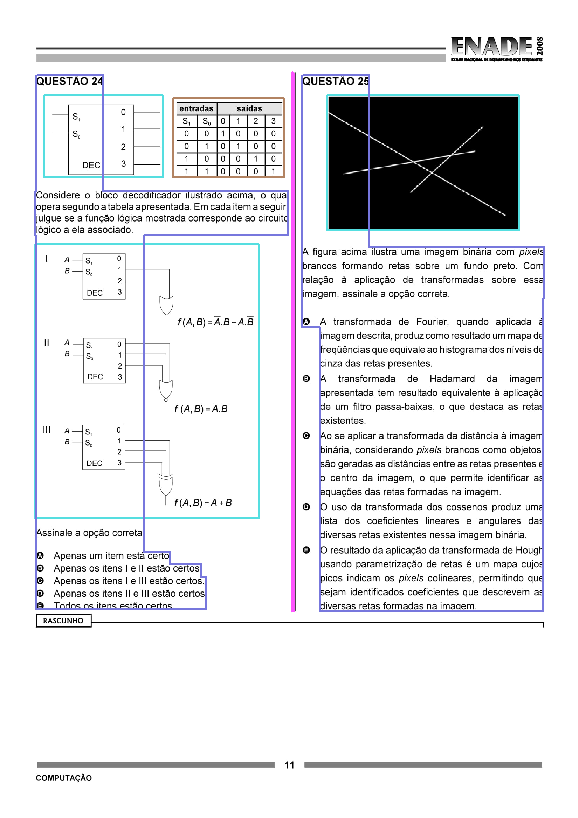 ENADE 2008
EXAME NACIONAL DE DESEMPENHO DOS ESTUDANTES
QUESTÃO 24
S1
S0
DEC
0
1
2
3
entradas saídas
S1 S0 0 1 2 3
0 0 1 0 0 0
0 1 0 1 0 0
1 0 0 0 1 0
1 1 0 0 0 1
Considere o bloco decodificador ilustrado acima, o qual
opera segundo a tabela apresentada. Em cada item a seguir,
julgue se a função lógica mostrada corresponde ao circuito
lógico a ela associado.
I A S1 0
B S0 1
2
DEC 3
f (A, B) = A̅.B + A.B̅
II A S1 0
B S0 1
2
DEC 3
f (A, B) = A.B
III A S1 0
B S0 1
2
DEC 3
f (A, B) = A + B
Assinale a opção correta.
A Apenas um item está certo.
B Apenas os itens I e II estão certos.
C Apenas os itens I e III estão certos.
D Apenas os itens II e III estão certos.
E Todos os itens estão certos.
QUESTÃO 25
A figura acima ilustra uma imagem binária com pixels
brancos formando retas sobre um fundo preto. Com
relação à aplicação de transformadas sobre essa
imagem, assinale a opção correta.
A A transformada de Fourier, quando aplicada à
imagem descrita, produz como resultado um mapa de
freqüências que equivale ao histograma dos níveis de
cinza das retas presentes.
B A transformada de Hadamard da imagem
apresentada tem resultado equivalente à aplicação
de um filtro passa-baixas, o que destaca as retas
existentes.
C Ao se aplicar a transformada da distância à imagem
binária, considerando pixels brancos como objetos,
são geradas as distâncias entre as retas presentes e
o centro da imagem, o que permite identificar as
equações das retas formadas na imagem.
D O uso da transformada dos cossenos produz uma
lista dos coeficientes lineares e angulares das
diversas retas existentes nessa imagem binária.
E O resultado da aplicação da transformada de Hough
usando parametrização de retas é um mapa cujos
picos indicam os pixels colineares, permitindo que
sejam identificados coeficientes que descrevem as
diversas retas formadas na imagem.
RASCUNHO
11
COMPUTAÇÃO